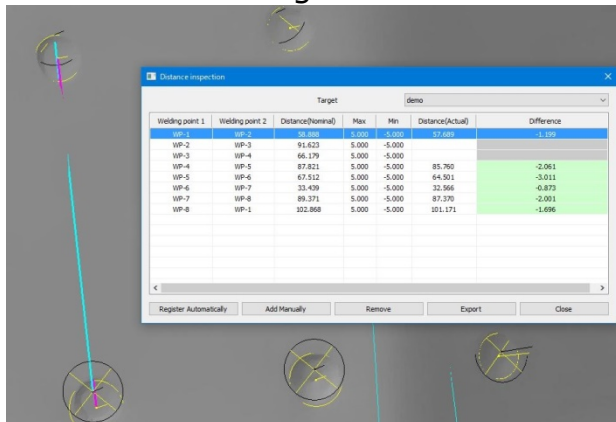 Distance inspection
Target demo
Welding point 1 Welding point 2 Distance(Nominal) Max Min Distance(Actual) Difference
WP-1 WP-2 58.888 5.000 -5.000 57.689 -1.199
WP-2 WP-3 91.623 5.000 -5.000
WP-3 WP-4 66.179 5.000 -5.000
WP-4 WP-5 87.821 5.000 -5.000 85.760 -2.061
WP-5 WP-6 67.512 5.000 -5.000 64.501 -3.011
WP-6 WP-7 33.439 5.000 -5.000 32.566 -0.873
WP-7 WP-8 89.371 5.000 -5.000 87.370 -2.001
WP-8 WP-1 102.868 5.000 -5.000 101.171 -1.696
Register Automatically Add Manually Remove Export Close